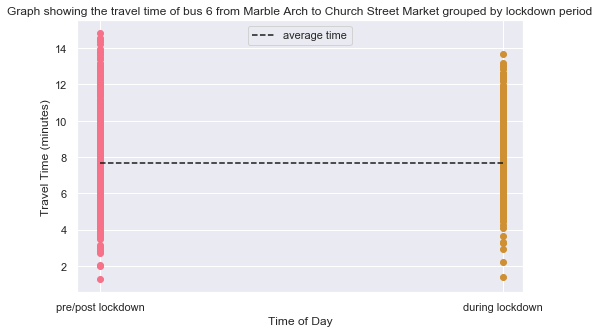 Graph showing the travel time of bus 6 from Marble Arch to Church Street Market grouped by lockdown period
average time
Travel Time (minutes)
14
12
10
8
6
4
2
pre/post lockdown
during lockdown
Time of Day